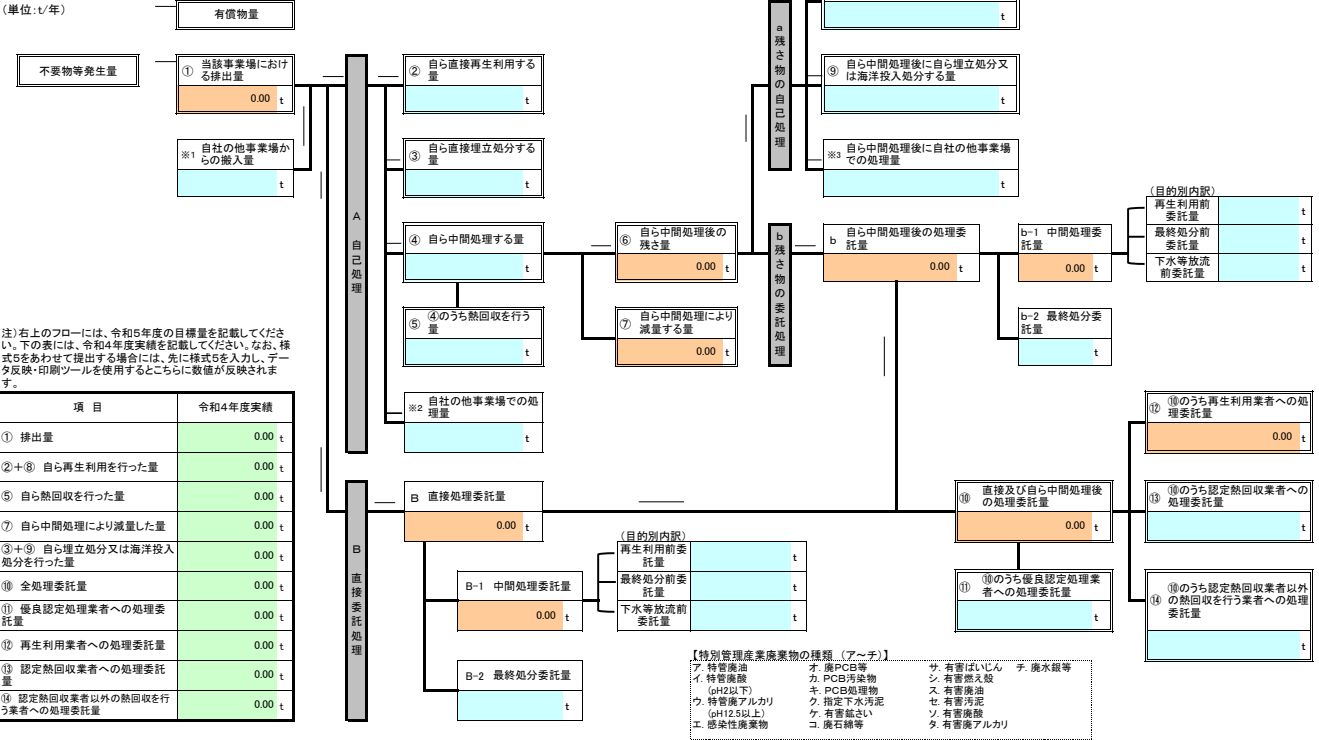 (単位:t/年)
有償物量
不要物等発生量
① 当該事業場におけ
る排出量
0.00 t
※1 自社の他事業場か
らの搬入量
t
A 自己処理
② 自ら直接再生利用する
量
t
③ 自ら直接埋立処分する
量
t
④ 自ら中間処理する量
t
⑤ ④のうち熱回収を行う
量
t
※2 自社の他事業場での処
理量
t
⑥ 自ら中間処理後の
残さ量
0.00 t
⑦ 自ら中間処理により
減量する量
0.00 t
a 残さ物の自己処理
t
⑨ 自ら中間処理後に自ら埋立処分又
は海洋投入処分する量
t
※3 自ら中間処理後に自社の他事業場
での処理量
t
b 残さ物の委託処理
b 自ら中間処理後の処理委
託量
0.00 t
b-1 中間処理委
託量
0.00 t
(目的別内訳)
再生利用前
委託量
t
最終処分前
委託量
t
下水等放流
前委託量
t
b-2 最終処分委
託量
t
注)右上のフローには、令和5年度の目標量を記載してくださ
い。下の表には、令和4年度実績を記載してください。なお、様
式5をあわせて提出する場合には、先に様式5を入力し、デー
タ反映・印刷ツールを使用するとこちらに数値が反映されま
す。
項 目 令和4年度実績
① 排出量 0.00 t
②+⑧ 自ら再生利用を行った量 0.00 t
⑤ 自ら熱回収を行った量 0.00 t
⑦ 自ら中間処理により減量した量 0.00 t
③+⑨ 自ら埋立処分又は海洋投入
処分を行った量 0.00 t
⑩ 全処理委託量 0.00 t
⑪ 優良認定処理業者への処理委
託量 0.00 t
⑫ 再生利用業者への処理委託量 0.00 t
⑬ 認定熱回収業者への処理委託
量 0.00 t
⑭ 認定熱回収業者以外の熱回収を行
う業者への処理委託量 0.00 t
B 直接委託処理
B 直接処理委託量
0.00 t
B-1 中間処理委託量
0.00 t
(目的別内訳)
再生利用前委
託量
t
最終処分前委
託量
t
下水等放流前
委託量
t
B-2 最終処分委託量
t
⑩ 直接及び自ら中間処理後
の処理委託量
0.00 t
⑪ ⑩のうち優良認定処理業
者への処理委託量
t
⑫ ⑩のうち再生利用業者への処
理委託量
0.00 t
⑬ ⑩のうち認定熱回収業者への
処理委託量
t
⑭ ⑩のうち認定熱回収業者以外
の熱回収を行う業者への処理
委託量
t
【特別管理産業廃棄物の種類 (ア~チ)】
ア. 特管廃油 オ. 廃PCB等 サ. 有害ばいじん チ. 廃水銀等
イ. 特管廃酸 カ. PCB汚染物 シ. 有害燃え殻
(pH2以下) キ. PCB処理物 ス. 有害廃油
ウ. 特管廃アルカリ ク. 指定下水汚泥 セ. 有害汚泥
(pH12.5以上) ケ. 有害鉱さい ソ. 有害廃酸
エ. 感染性廃棄物 コ. 廃石綿等 タ. 有害廃アルカリ